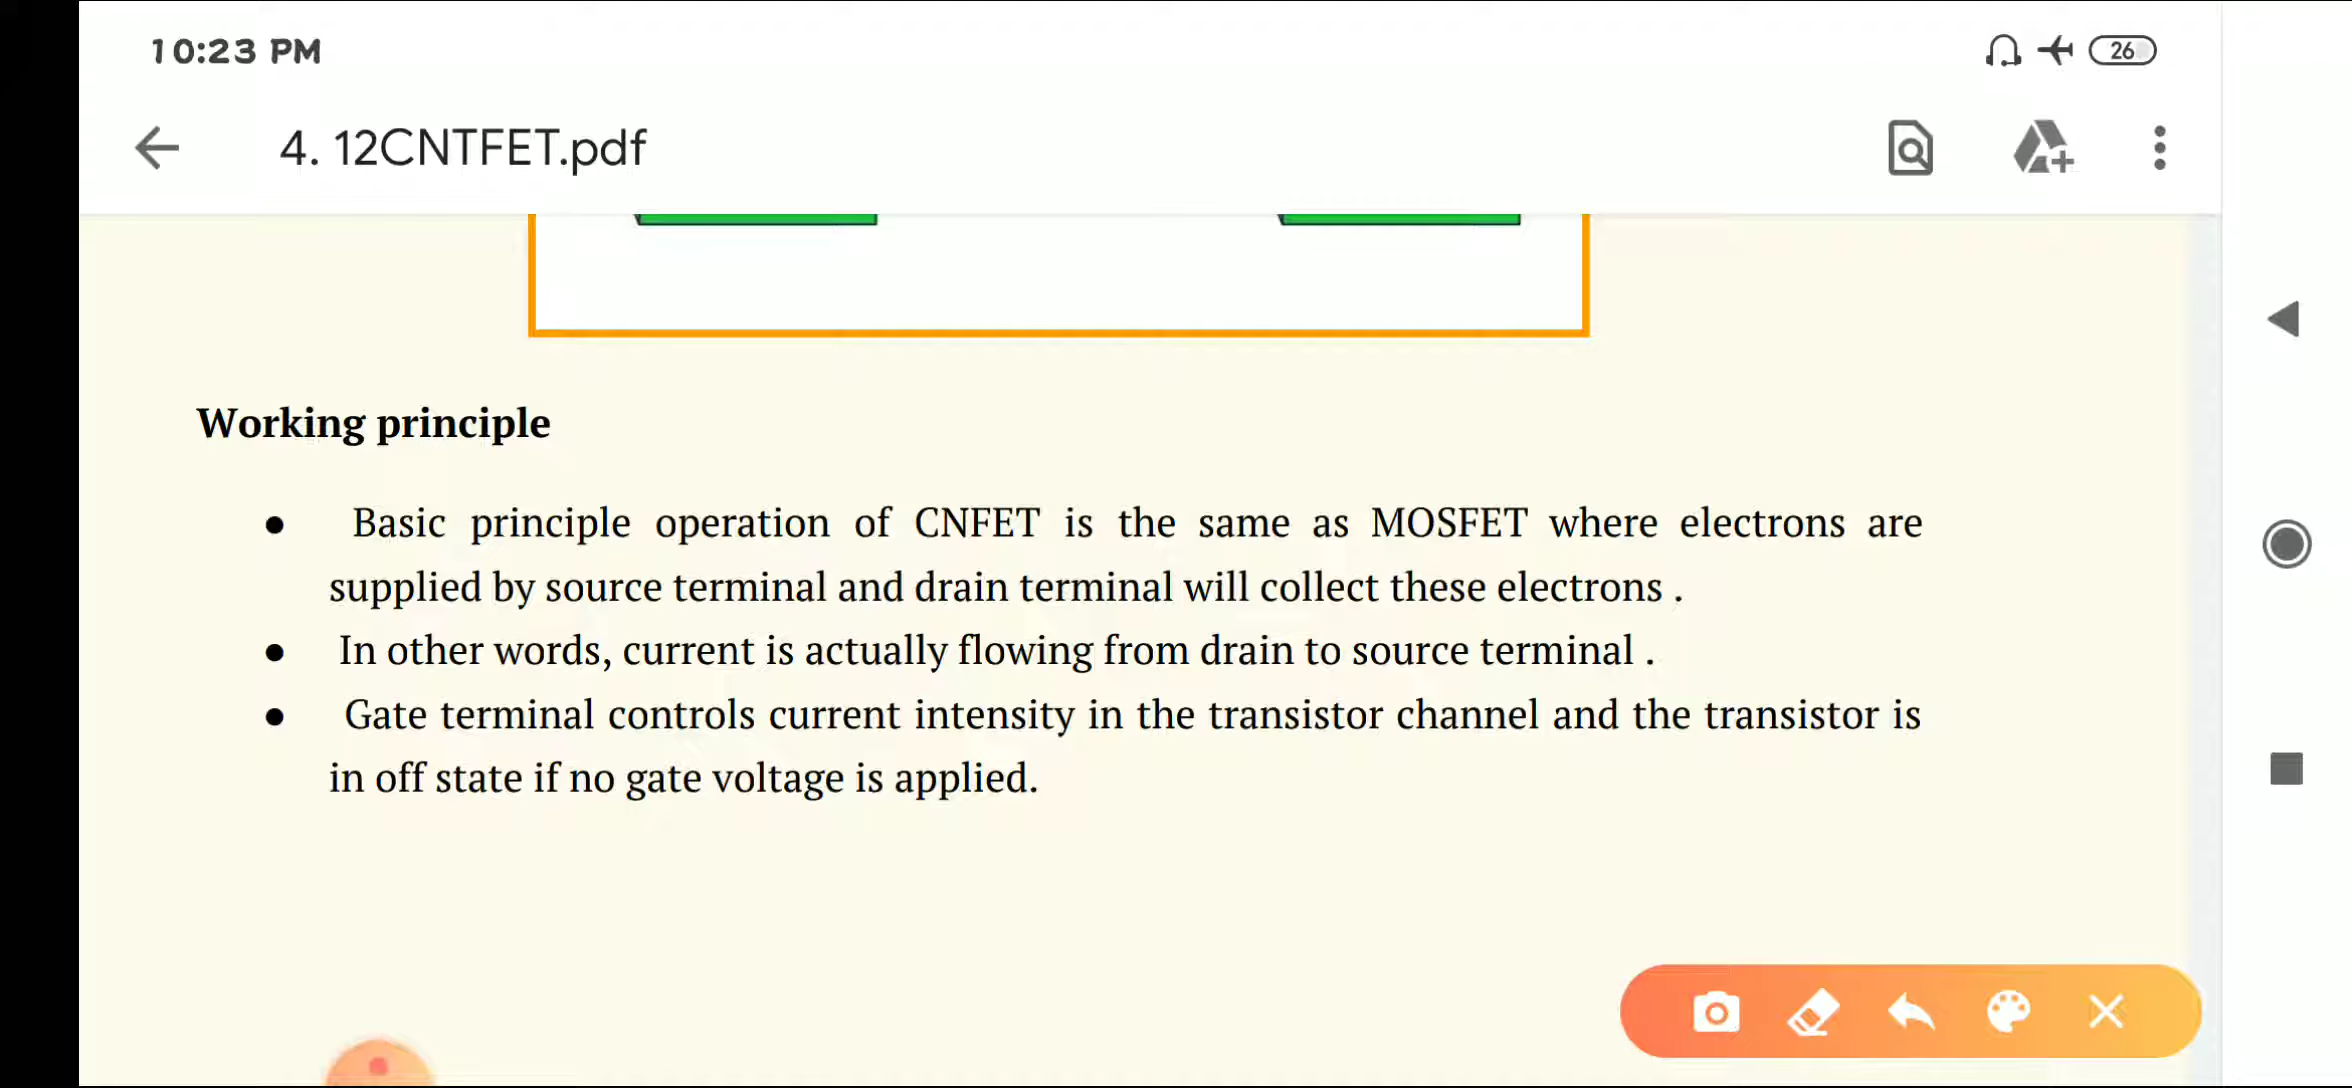 10:23 PM
26
4. 12CNTFET.pdf
Working principle
● Basic principle operation of CNFET is the same as MOSFET where electrons are
supplied by source terminal and drain terminal will collect these electrons .
● In other words, current is actually flowing from drain to source terminal .
● Gate terminal controls current intensity in the transistor channel and the transistor is
in off state if no gate voltage is applied.